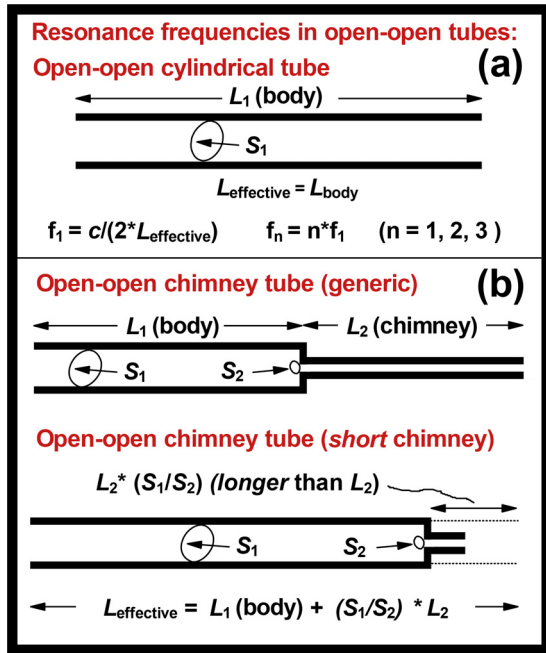 Resonance frequencies in open-open tubes:
Open-open cylindrical tube (a)
L₁ (body)
S₁
Leffective = Lbody
f₁ = c/(2*Leffective) fₙ = n*f₁ (n = 1, 2, 3 )
Open-open chimney tube (generic) (b)
L₁ (body) L₂ (chimney)
S₁ S₂
Open-open chimney tube (short chimney)
L₂* (S₁/S₂) (longer than L₂)
S₁ S₂
Leffective = L₁ (body) + (S₁/S₂) * L₂